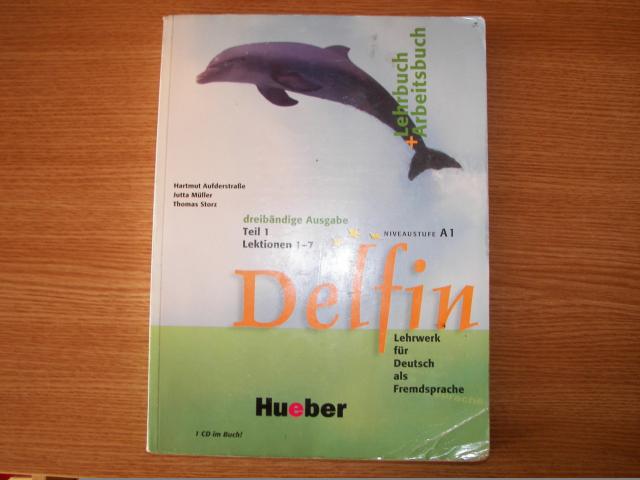 Lehrbuch
+Arbeitsbuch
Hartmut Aufderstraße
Jutta Müller
Thomas Storz
dreibändige Ausgabe
Teil 1
Lektionen 1–7
NIVEAUSTUFE A1
Delfin
Lehrwerk
für
Deutsch
als
Fremdsprache
Hueber
1 CD im Buch!